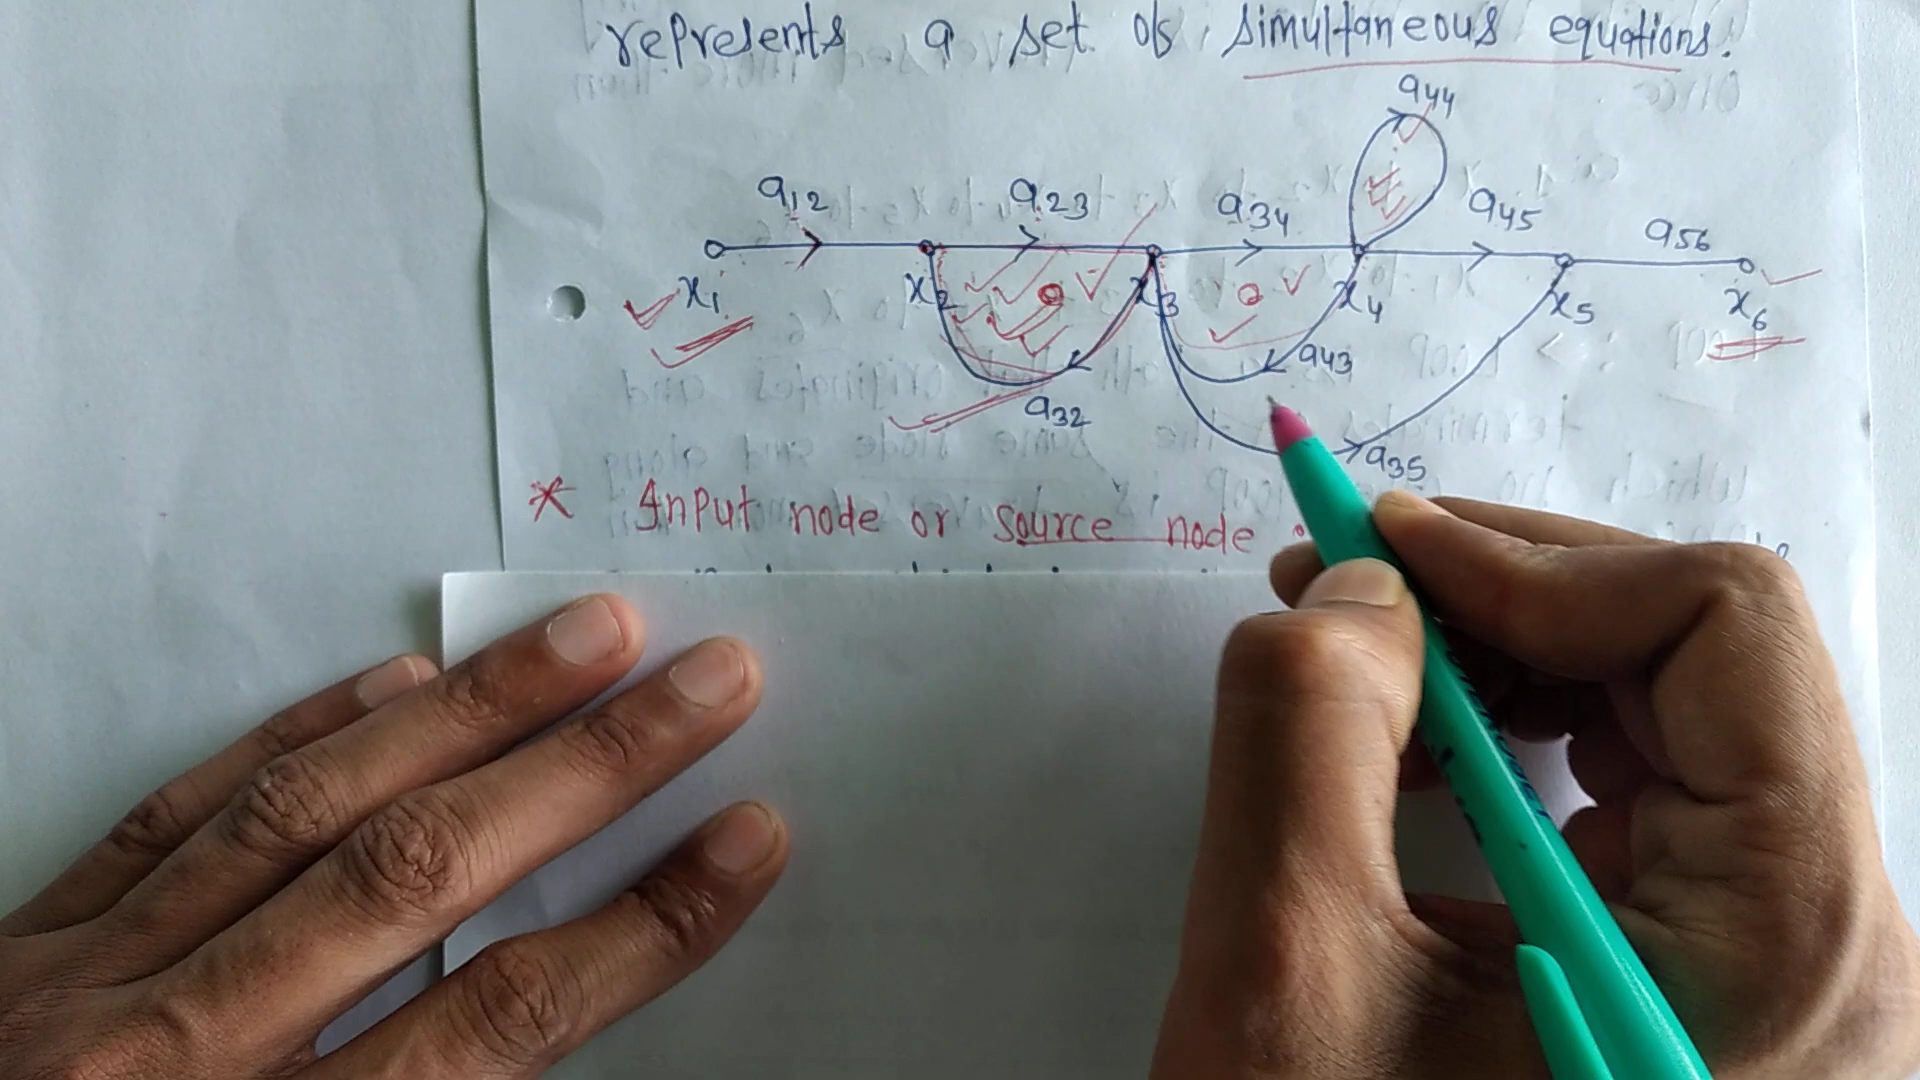 represents a set of simultaneous equations.
a44
a12 a23 a34 a45 a56
x1 x2 x3 x4 x5 x6
a43
a32
a35
* Input node or source node